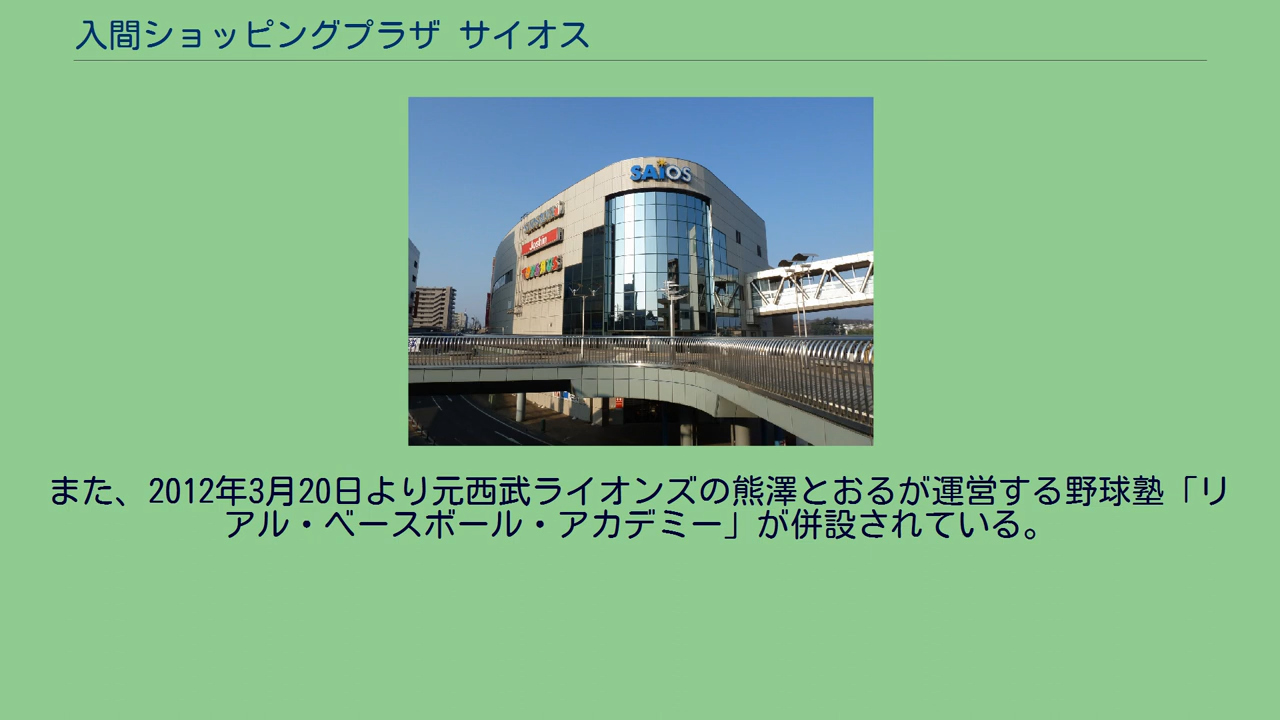 入間ショッピングプラザ サイオス
SAIOS
Joshin
また、2012年3月20日より元西武ライオンズの熊澤とおるが運営する野球塾「リ
アル・ベースボール・アカデミー」が併設されている。